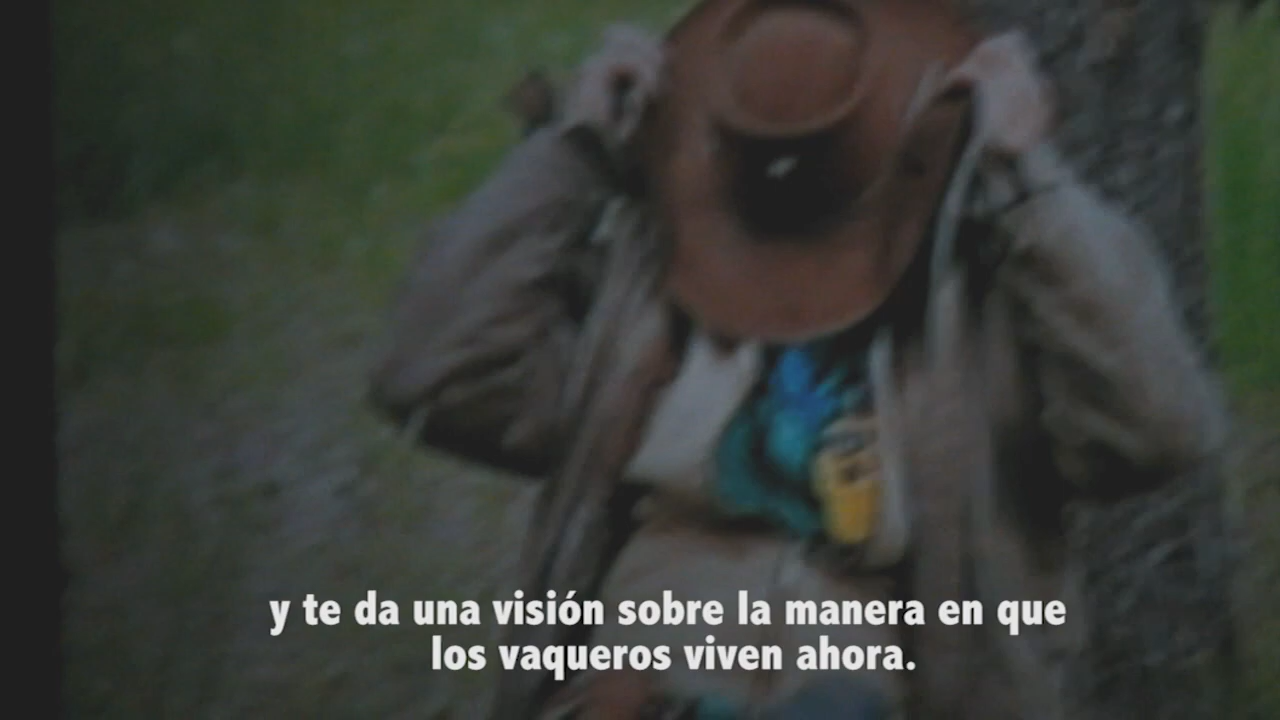 y te da una visión sobre la manera en que
los vaqueros viven ahora.